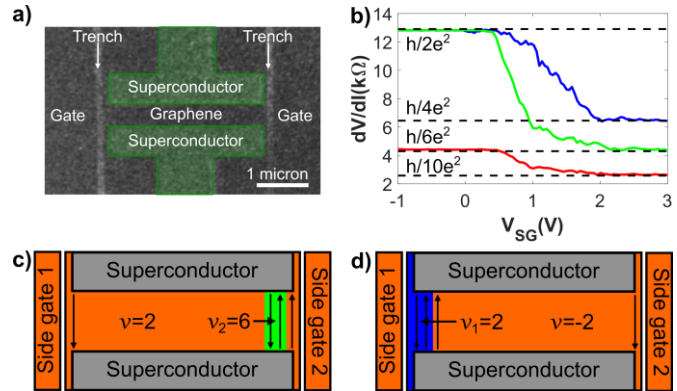 a)
Trench
Trench
Superconductor
Gate
Graphene
Gate
Superconductor
1 micron
b)
dV/dI(kΩ)
14
12
10
8
6
4
2
h/2e²
h/4e²
h/6e²
h/10e²
-1
0
1
2
3
V_SG(V)
c)
Side gate 1
Superconductor
ν=2
ν₂=6
Superconductor
Side gate 2
d)
Side gate 1
Superconductor
ν₁=2
ν=-2
Superconductor
Side gate 2